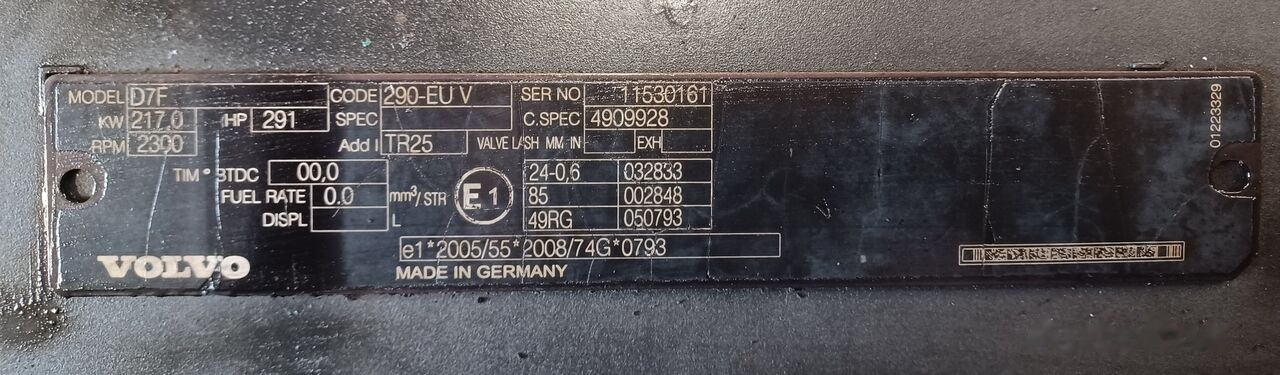 MODEL D7F CODE 290-EU V SER NO 11530161
KW 217,0 HP 291 SPEC C.SPEC 4909928
RPM 2300 Add I TR25 VALVE LASH MM IN EXH
TIM ° BTDC 00,0 24-0,6 032833
FUEL RATE 0.0 mm³/STR E1 85 002848
DISPL L 49RG 050793
e1*2005/55*2008/74G*0793
VOLVO MADE IN GERMANY
01223329